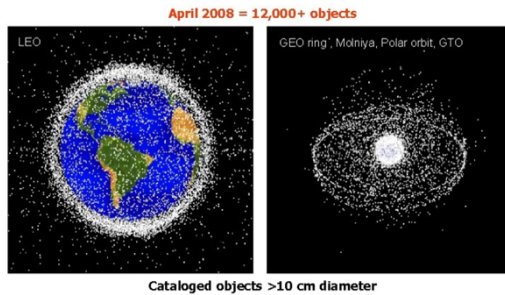 April 2008 = 12,000+ objects
LEO
GEO ring, Molniya, Polar orbit, GTO
Cataloged objects >10 cm diameter